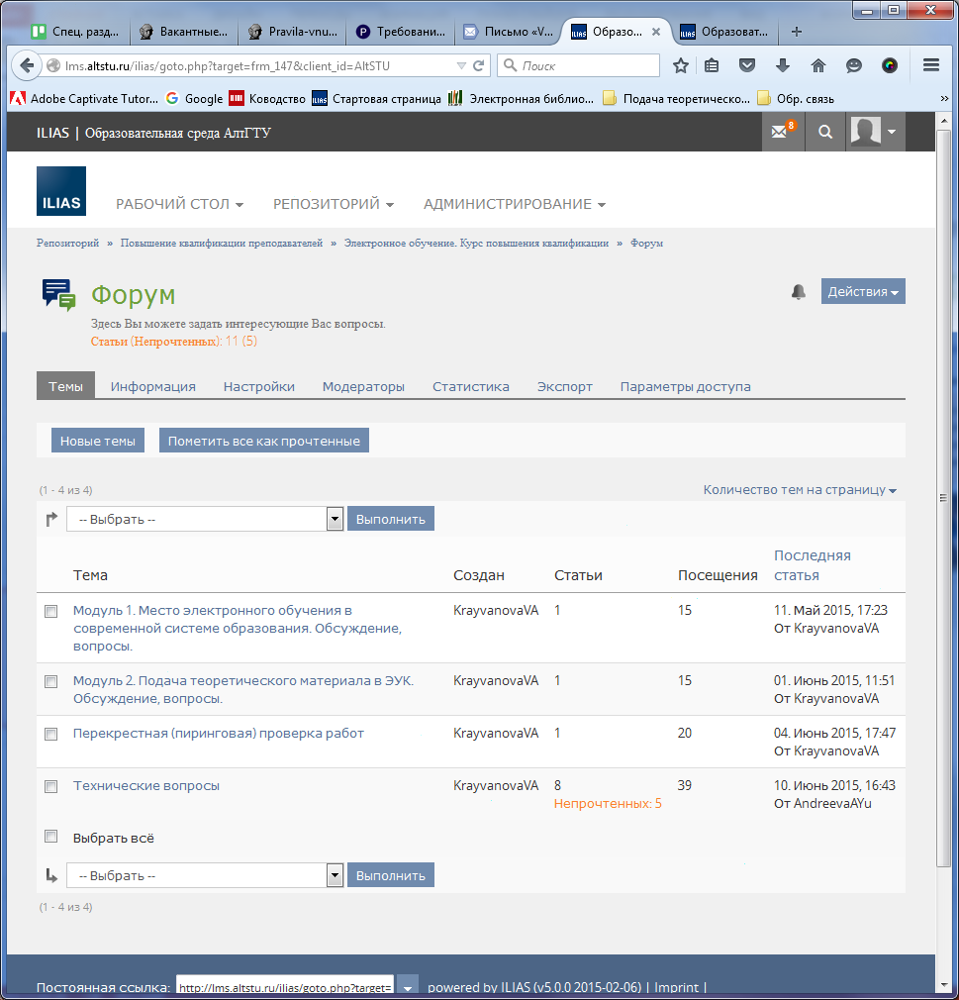 Спец. разд...
Вакантные...
Pravila-vnu...
Требовани...
Письмо «V...
Образо...
Образоват...
lms.altstu.ru/ilias/goto.php?target=frm_147&client_id=AltSTU
Поиск
Adobe Captivate Tutor...
Google
Ководство
Стартовая страница
Электронная библио...
Подача теоретическо...
Обр. связь
»
ILIAS | Образовательная среда АлтГТУ
8
ILIAS
РАБОЧИЙ СТОЛ
РЕПОЗИТОРИЙ
АДМИНИСТРИРОВАНИЕ
Репозиторий » Повышение квалификации преподавателей » Электронное обучение. Курс повышения квалификации » Форум
Форум
Действия
Здесь Вы можете задать интересующие Вас вопросы.
Статьи (Непрочтенных): 11 (5)
Темы
Информация
Настройки
Модераторы
Статистика
Экспорт
Параметры доступа
Новые темы
Пометить все как прочтенные
(1 - 4 из 4)
Количество тем на страницу
-- Выбрать --
Выполнить
Тема
Создан
Статьи
Посещения
Последняя
статья
Модуль 1. Место электронного обучения в
современной системе образования. Обсуждение,
вопросы.
KrayvanovaVA
1
15
11. Май 2015, 17:23
От KrayvanovaVA
Модуль 2. Подача теоретического материала в ЭУК.
Обсуждение, вопросы.
KrayvanovaVA
1
15
01. Июнь 2015, 11:51
От KrayvanovaVA
Перекрестная (пиринговая) проверка работ
KrayvanovaVA
1
20
04. Июнь 2015, 17:47
От KrayvanovaVA
Технические вопросы
KrayvanovaVA
8
Непрочтенных: 5
39
10. Июнь 2015, 16:43
От AndreevaAYu
Выбрать всё
-- Выбрать --
Выполнить
(1 - 4 из 4)
Постоянная ссылка:
http://lms.altstu.ru/ilias/goto.php?target=
powered by ILIAS (v5.0.0 2015-02-06) | Imprint |